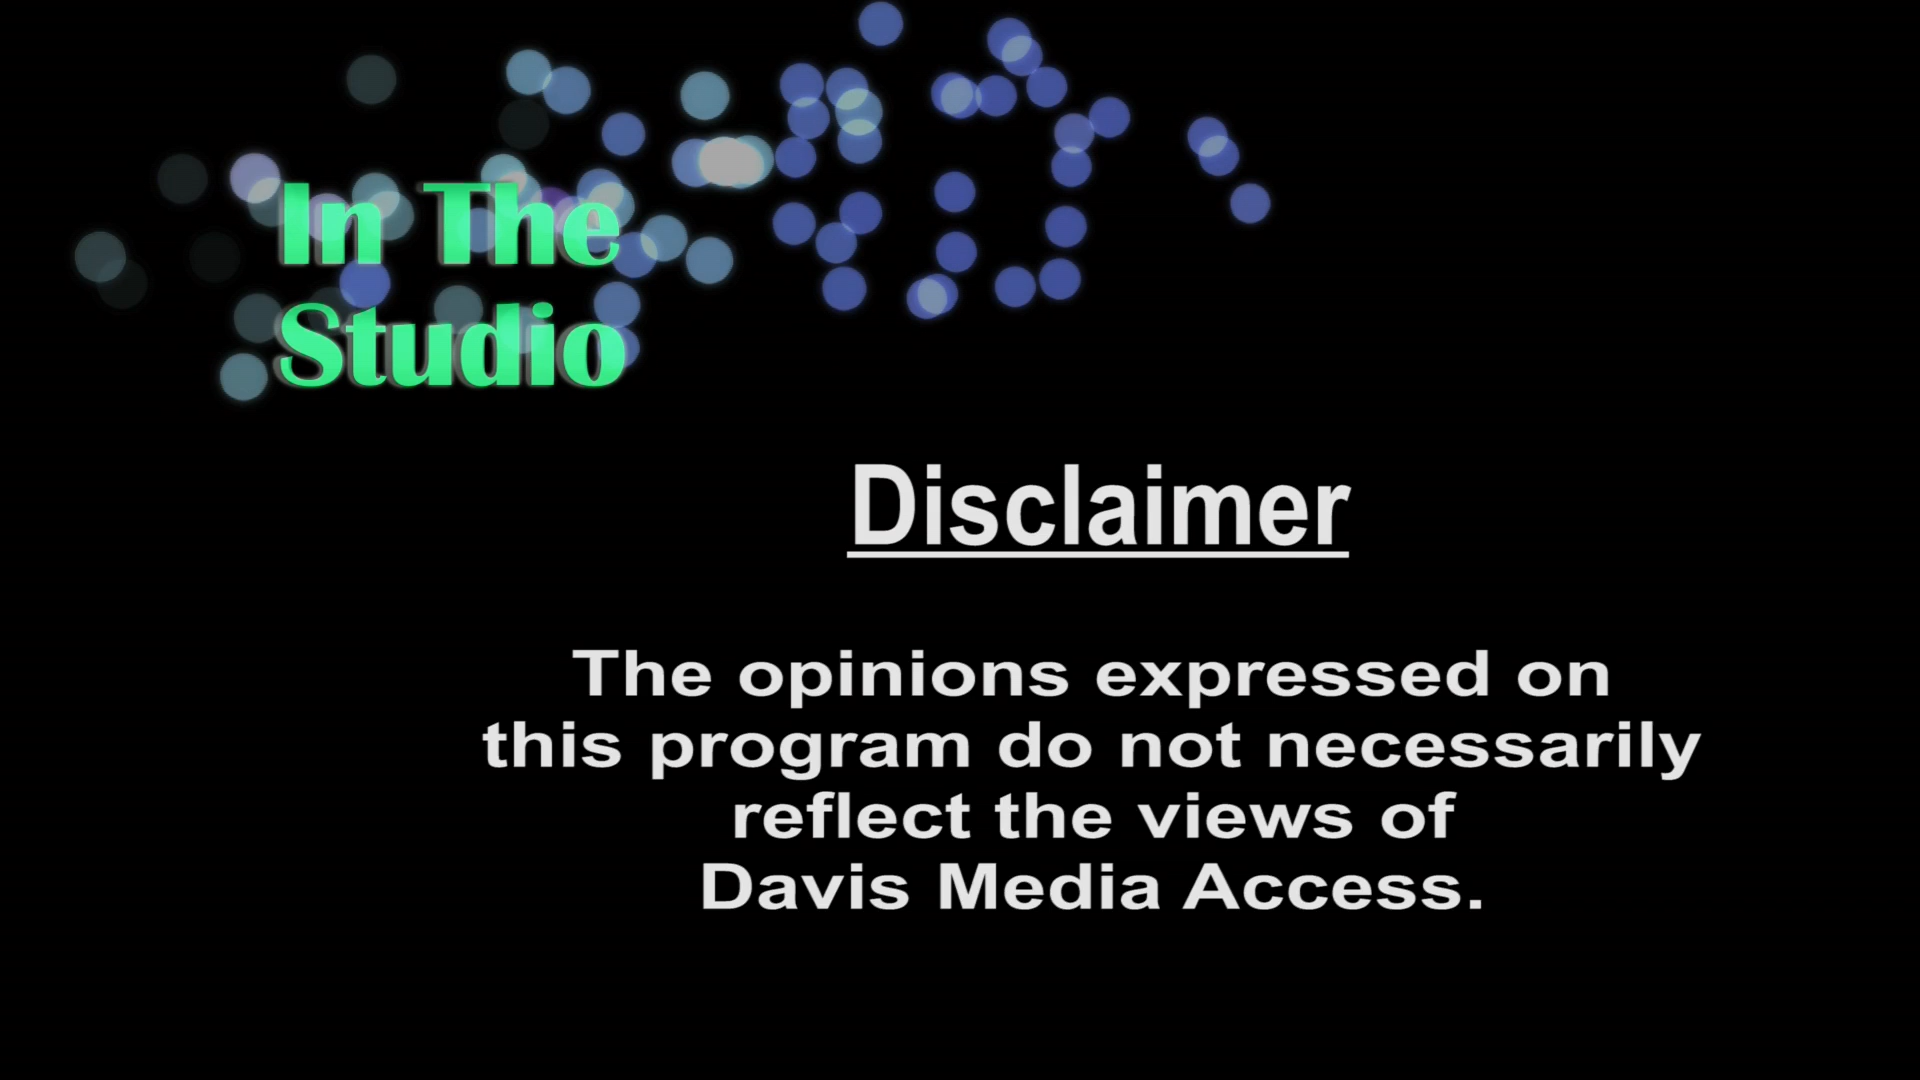 In The
Studio
Disclaimer
The opinions expressed on
this program do not necessarily
reflect the views of
Davis Media Access.